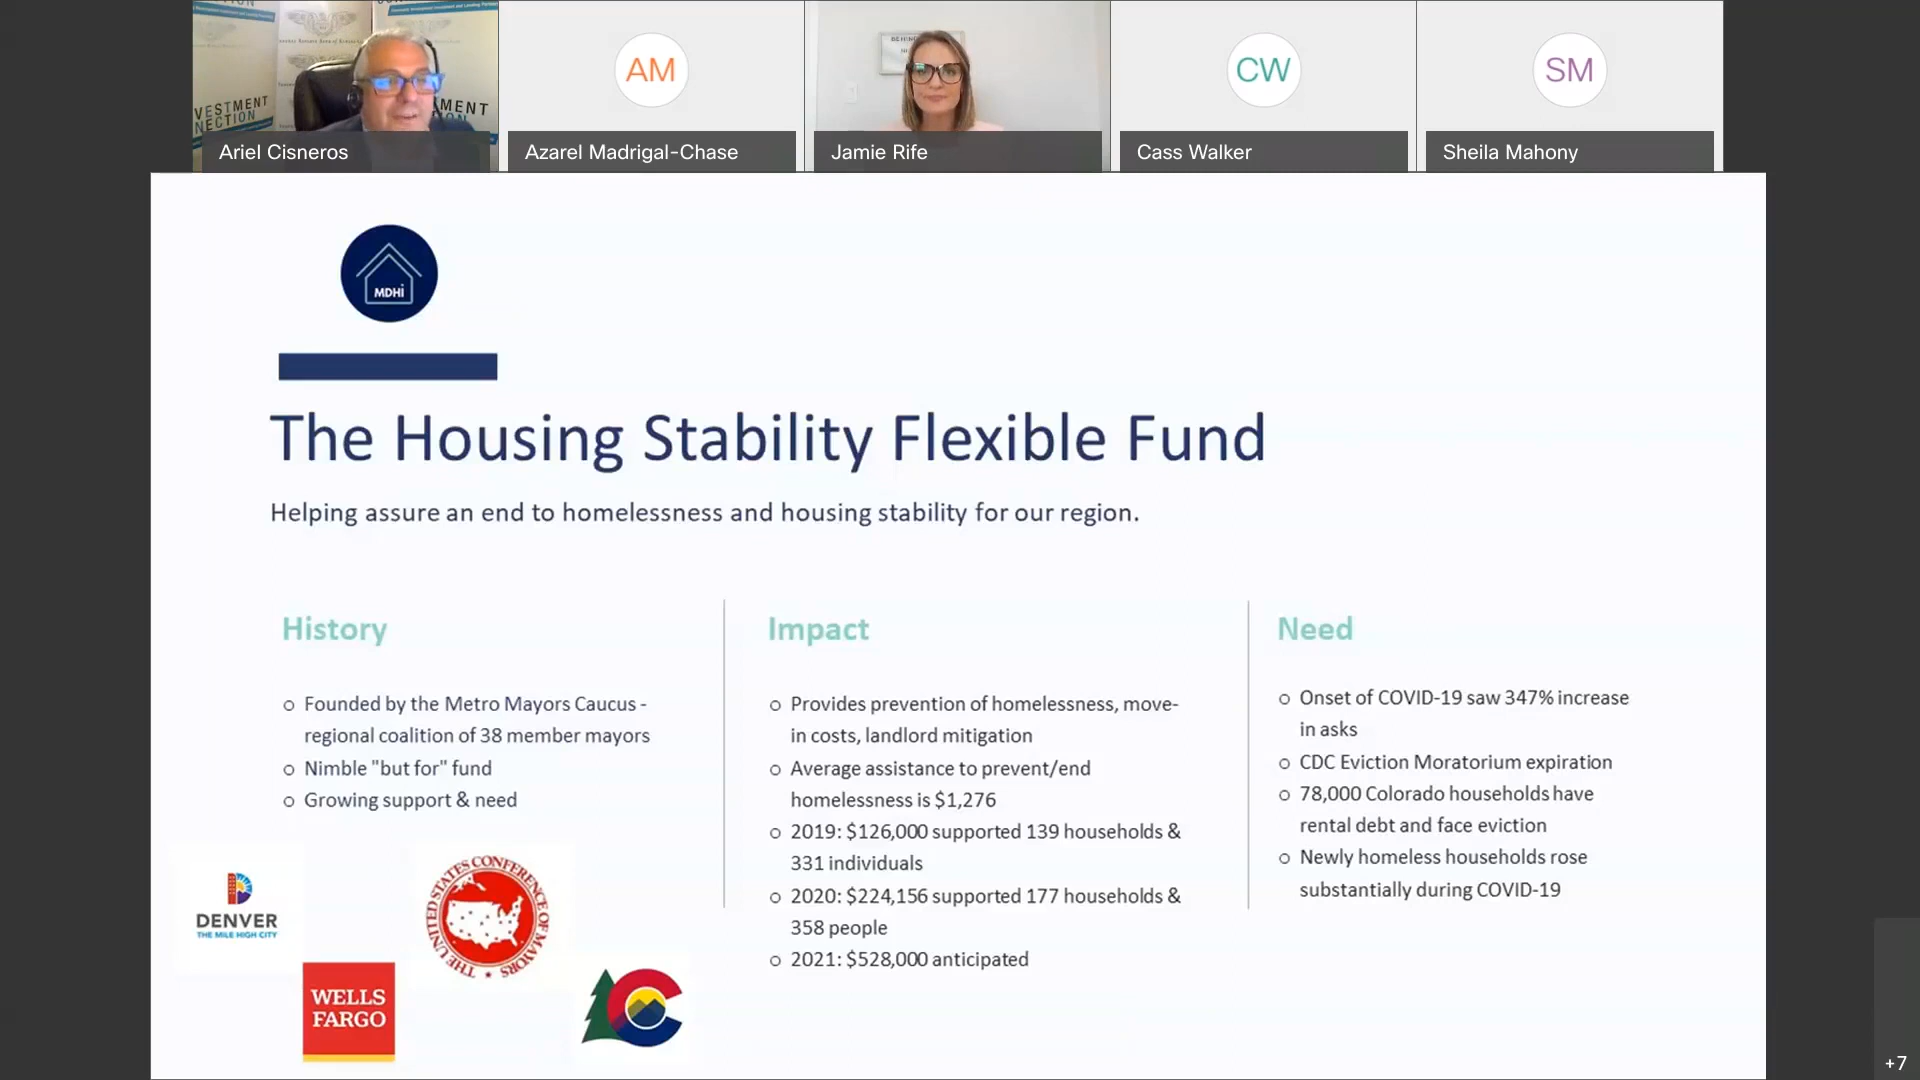 VESTMENT
NNECTION
MENT
ION
AM
BEHIN
CW
SM
Ariel Cisneros
Azarel Madrigal-Chase
Jamie Rife
Cass Walker
Sheila Mahony
MDHi
The Housing Stability Flexible Fund
Helping assure an end to homelessness and housing stability for our region.
History
Founded by the Metro Mayors Caucus -
regional coalition of 38 member mayors
Nimble "but for" fund
Growing support & need
DENVER
THE MILE HIGH CITY
THE UNITED STATES CONFERENCE OF MAYORS
WELLS
FARGO
Impact
Provides prevention of homelessness, move-
in costs, landlord mitigation
Average assistance to prevent/end
homelessness is $1,276
2019: $126,000 supported 139 households &
331 individuals
2020: $224,156 supported 177 households &
358 people
2021: $528,000 anticipated
Need
Onset of COVID-19 saw 347% increase
in asks
CDC Eviction Moratorium expiration
78,000 Colorado households have
rental debt and face eviction
Newly homeless households rose
substantially during COVID-19
+7